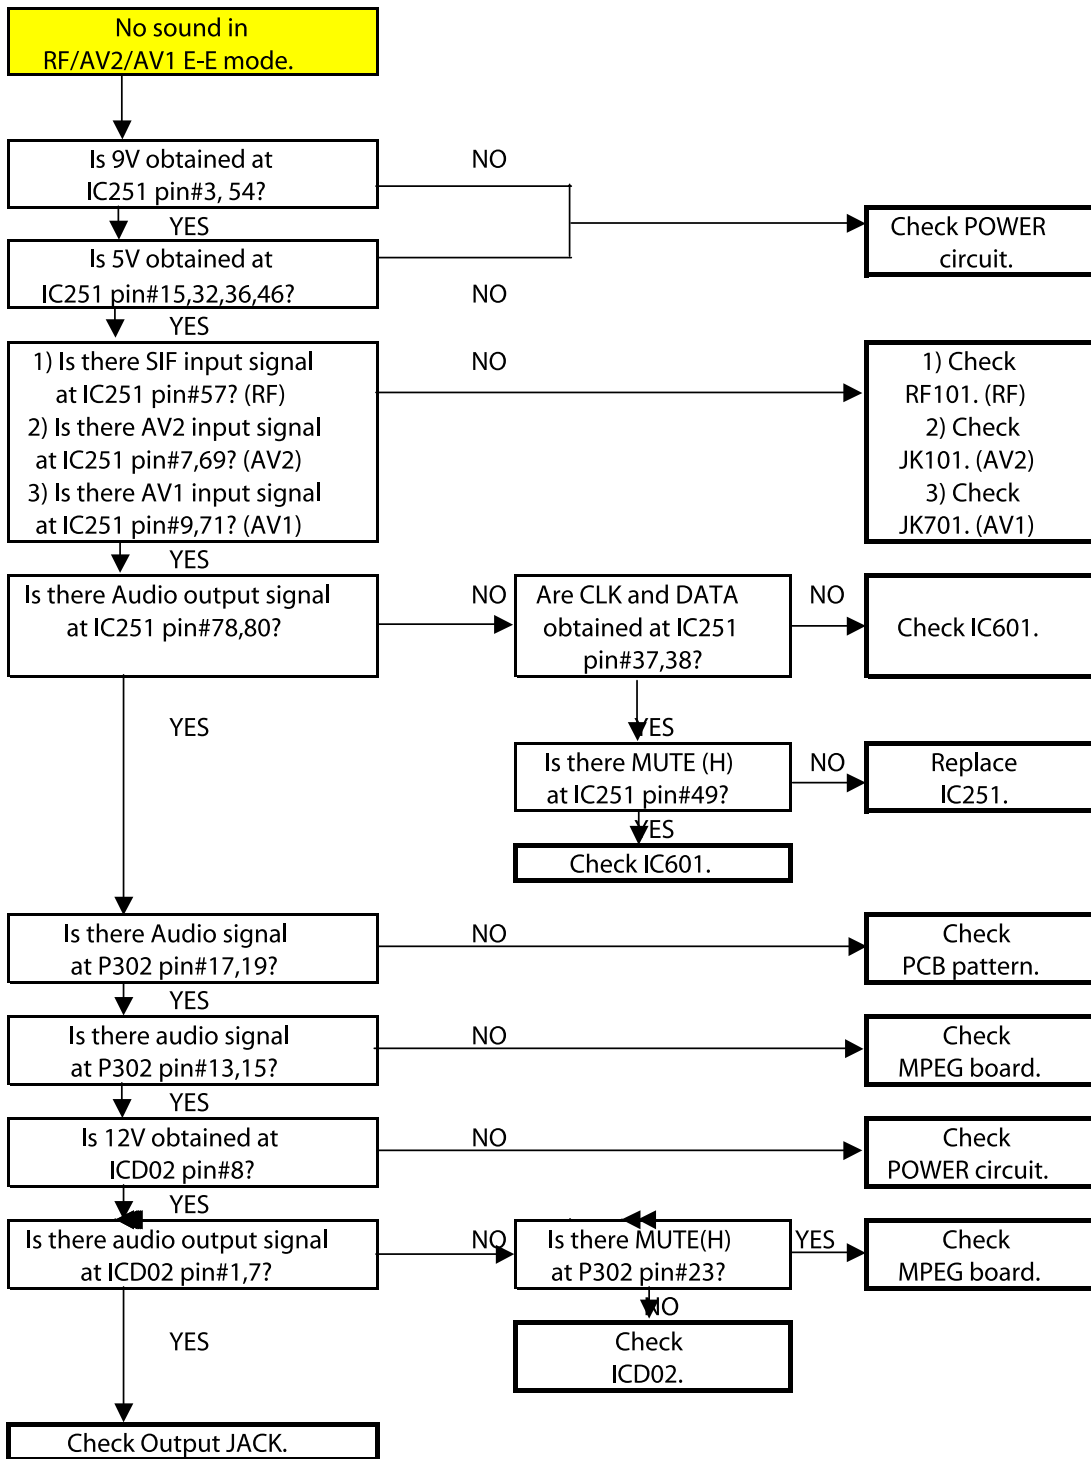 No sound in
RF/AV2/AV1 E-E mode.
Is 9V obtained at
IC251 pin#3, 54?
NO
YES
Check POWER
circuit.
Is 5V obtained at
IC251 pin#15,32,36,46?
NO
YES
1) Is there SIF input signal
at IC251 pin#57? (RF)
2) Is there AV2 input signal
at IC251 pin#7,69? (AV2)
3) Is there AV1 input signal
at IC251 pin#9,71? (AV1)
NO
1) Check
RF101. (RF)
2) Check
JK101. (AV2)
3) Check
JK701. (AV1)
YES
Is there Audio output signal
at IC251 pin#78,80?
NO
Are CLK and DATA
obtained at IC251
pin#37,38?
NO
Check IC601.
YES
YES
Is there MUTE (H)
at IC251 pin#49?
NO
Replace
IC251.
YES
Check IC601.
Is there Audio signal
at P302 pin#17,19?
NO
Check
PCB pattern.
YES
Is there audio signal
at P302 pin#13,15?
NO
Check
MPEG board.
YES
Is 12V obtained at
ICD02 pin#8?
NO
Check
POWER circuit.
YES
Is there audio output signal
at ICD02 pin#1,7?
NO
Is there MUTE(H)
at P302 pin#23?
YES
Check
MPEG board.
NO
YES
Check
ICD02.
Check Output JACK.